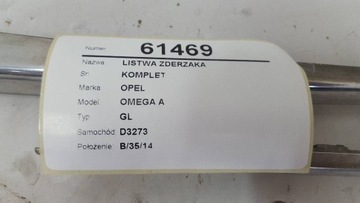 Numer 61469
Nazwa LISTWA ZDERZAKA
Sr. KOMPLET
Marka OPEL
Model OMEGA A
Typ GL
Samochód D3273
Położenie B/35/14